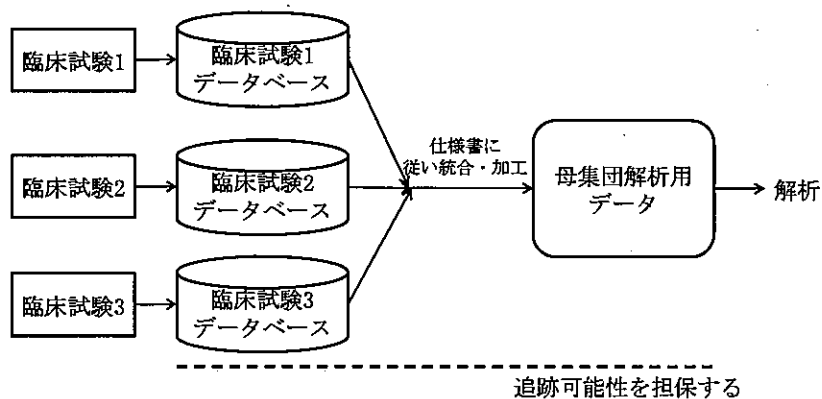 臨床試験1
臨床試験1
データベース
臨床試験2
臨床試験2
データベース
臨床試験3
臨床試験3
データベース
仕様書に
従い統合・加工
母集団解析用
データ
解析
追跡可能性を担保する